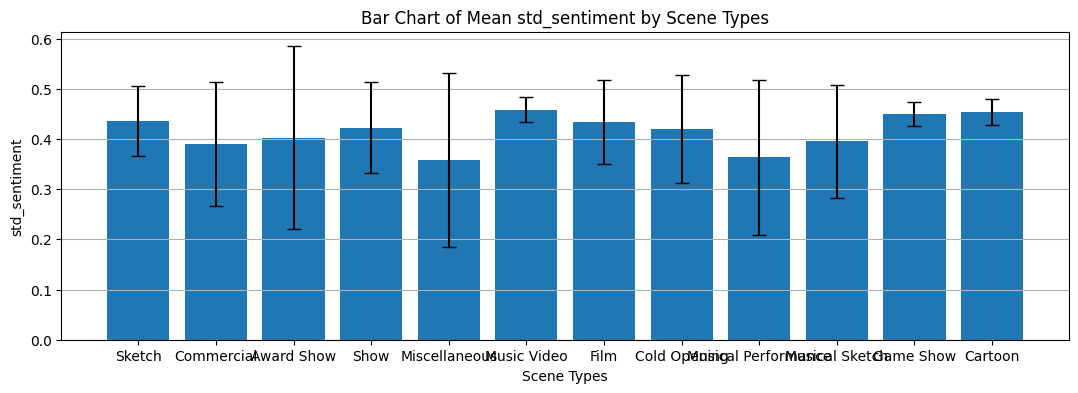 Bar Chart of Mean std_sentiment by Scene Types
0.6
0.5
0.4
0.3
0.2
0.1
0.0
std_sentiment
Sketch Commercial Award Show Show Miscellaneous Music Video Film Cold Opening Musical Performance Musical Sketch Game Show Cartoon
Scene Types